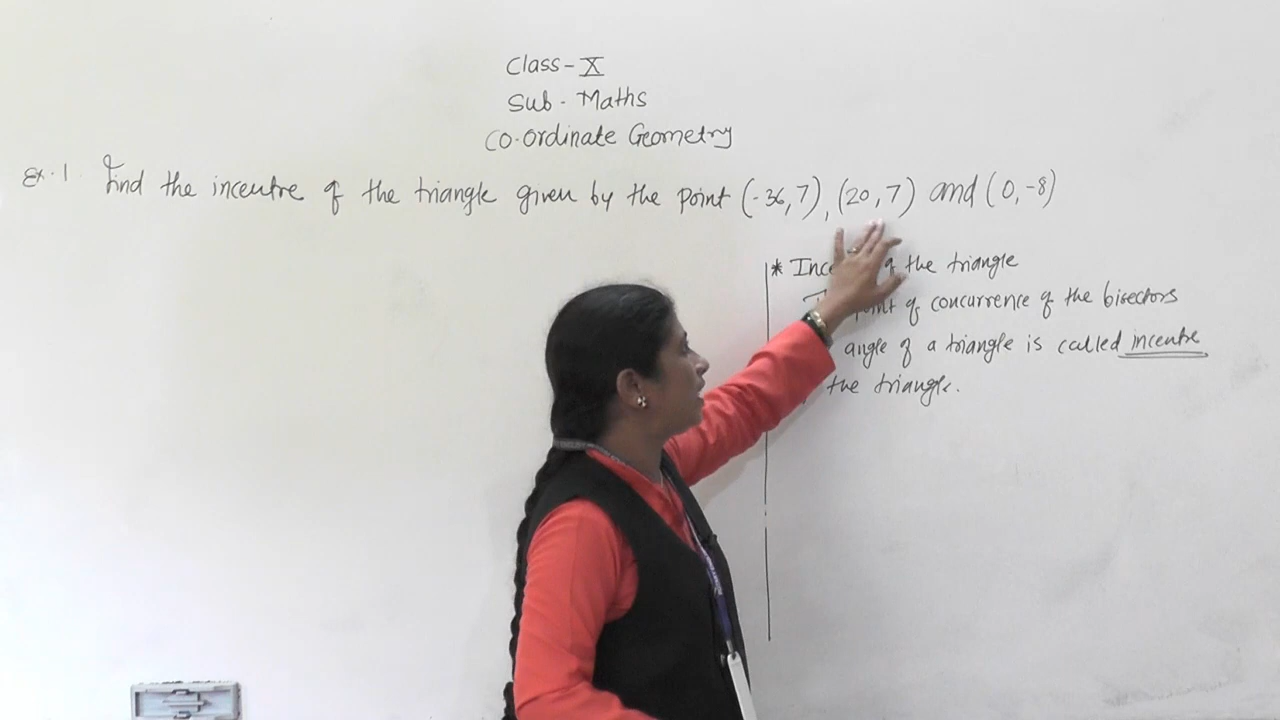 Class-X
Sub. Maths
Co-ordinate Geometry
Ex.1 Find the incentre of the triangle given by the point (-36,7), (20,7) and (0,-8)
* of the triangle
point of concurrence of the bisectors
angle of a triangle is called incentre
the triangle.